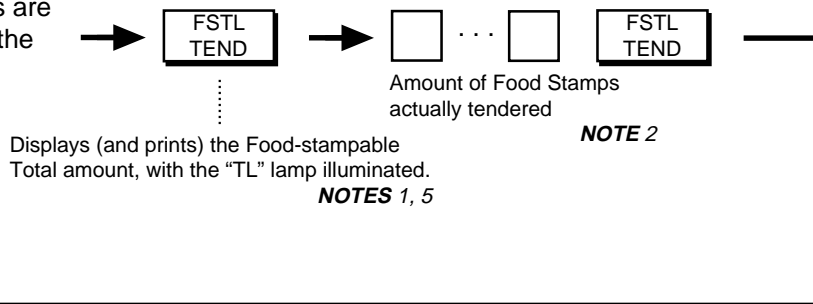 s are
the
FSTL
TEND
. . .
FSTL
TEND
Amount of Food Stamps
actually tendered
NOTE 2
Displays (and prints) the Food-stampable
Total amount, with the “TL” lamp illuminated.
NOTES 1, 5